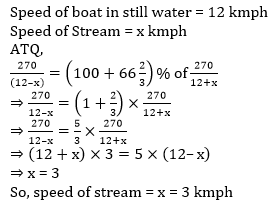 Speed of boat in still water = 12 kmph
Speed of Stream = x kmph
ATQ,
270/(12–x) = (100 + 66 2/3) % of 270/12+x
⇒ 270/12−x = (1 + 2/3) × 270/12+x
⇒ 270/12−x = 5/3 × 270/12+x
⇒ (12 + x) × 3 = 5 × (12– x)
⇒ x = 3
So, speed of stream = x = 3 kmph